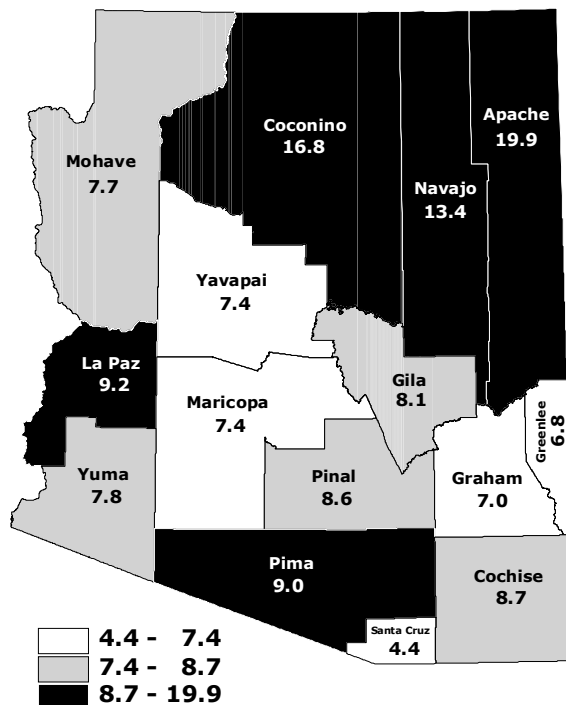 Coconino
16.8
Apache
19.9
Mohave
7.7
Navajo
13.4
Yavapai
7.4
La Paz
9.2
Gila
8.1
Maricopa
7.4
Greenlee
6.8
Yuma
7.8
Pinal
8.6
Graham
7.0
Pima
9.0
Cochise
8.7
Santa Cruz
4.4
4.4 - 7.4
7.4 - 8.7
8.7 - 19.9